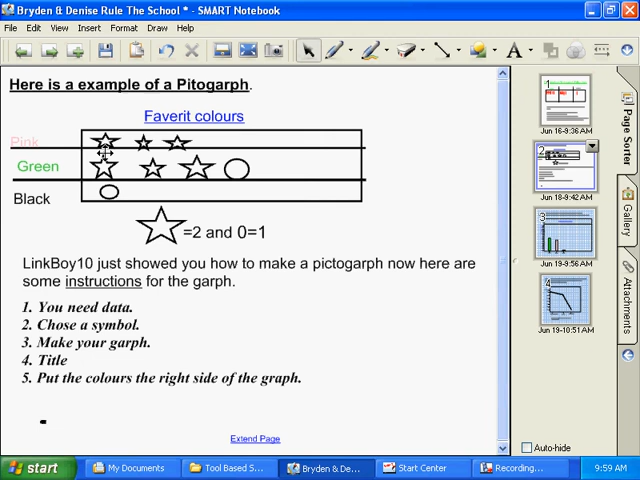 Bryden & Denise Rule The School * - SMART Notebook
File Edit View Insert Format Draw Help
Here is a example of a Pitogarph.
Faverit colours
Pink
Green
Black
=2 and 0=1
LinkBoy10 just showed you how to make a pictogarph now here are
some instructions for the garph.
1. You need data.
2. Chose a symbol.
3. Make your garph.
4. Title
5. Put the colours the right side of the graph.
Extend Page
1
Jun 16-9:36 AM
2
Jun 18-9:42 AM
3
Jun 19-9:56 AM
4
Jun 19-10:51 AM
Page Sorter
Gallery
Attachments
Auto-hide
start
My Documents
Tool Based S...
Bryden & De...
Start Center
Recording...
9:59 AM